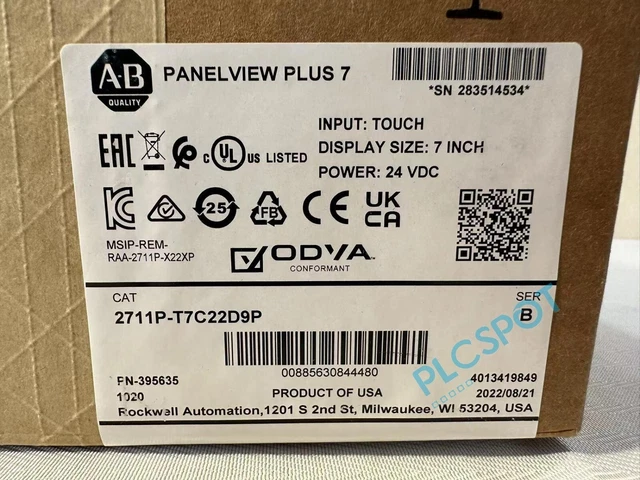 A-B
QUALITY
PANELVIEW PLUS 7
*SN 283514534*
INPUT: TOUCH
DISPLAY SIZE: 7 INCH
POWER: 24 VDC
EAC
C UL US LISTED
25
FB
CE
UK
CA
MSIP-REM-
RAA-2711P-X22XP
ODVA
CONFORMANT
CAT
SER
2711P-T7C22D9P
B
00885630844480
PN-395635
4013419849
1020
PRODUCT OF USA
2022/08/21
Rockwell Automation,1201 S 2nd St, Milwaukee, WI 53204, USA
PLCSPOT